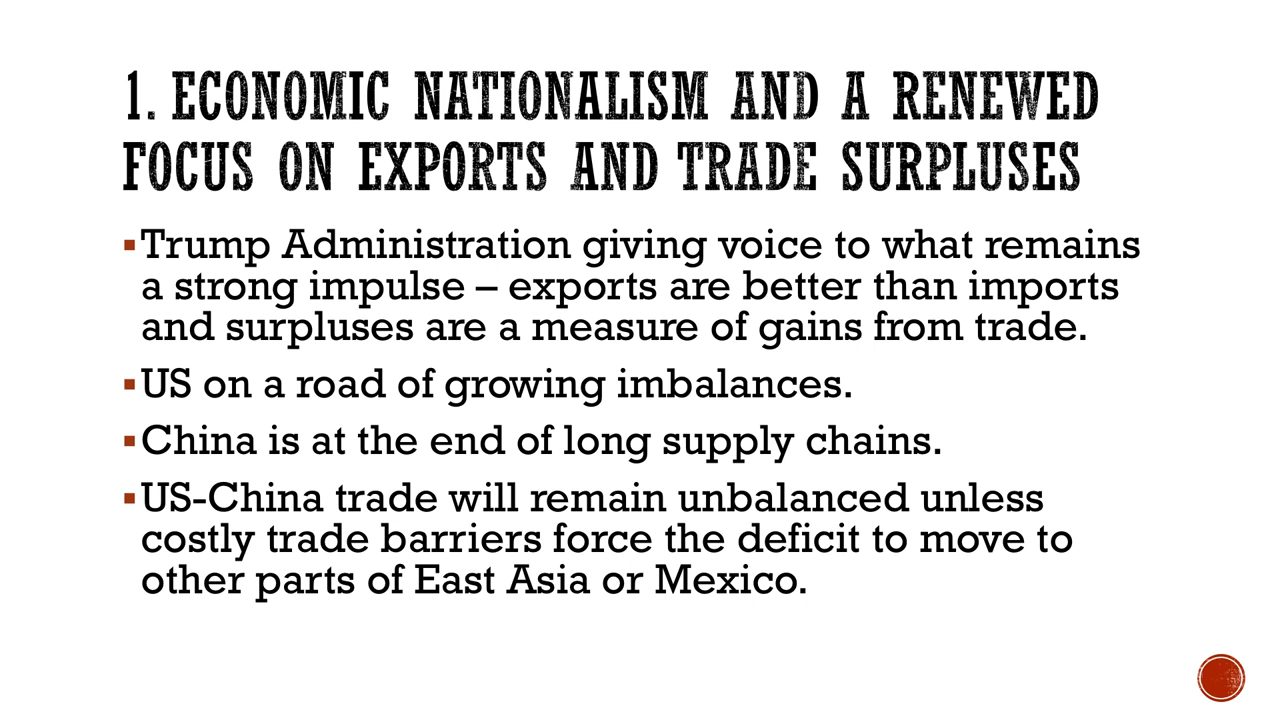 1. ECONOMIC NATIONALISM AND A RENEWED
FOCUS ON EXPORTS AND TRADE SURPLUSES
▪Trump Administration giving voice to what remains
a strong impulse – exports are better than imports
and surpluses are a measure of gains from trade.
▪US on a road of growing imbalances.
▪China is at the end of long supply chains.
▪US-China trade will remain unbalanced unless
costly trade barriers force the deficit to move to
other parts of East Asia or Mexico.